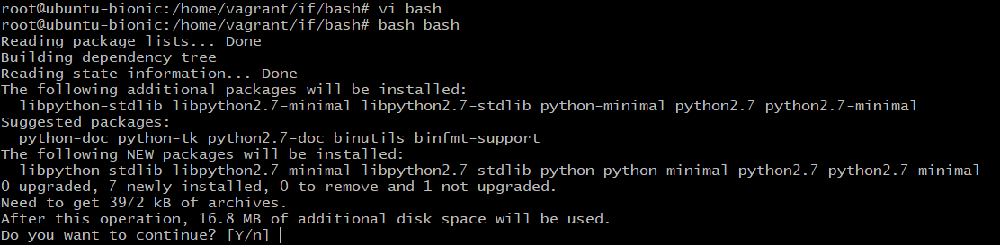 root@ubuntu-bionic:/home/vagrant/if/bash# vi bash
root@ubuntu-bionic:/home/vagrant/if/bash# bash bash
Reading package lists... Done
Building dependency tree
Reading state information... Done
The following additional packages will be installed:
  libpython-stdlib libpython2.7-minimal libpython2.7-stdlib python-minimal python2.7 python2.7-minimal
Suggested packages:
  python-doc python-tk python2.7-doc binutils binfmt-support
The following NEW packages will be installed:
  libpython-stdlib libpython2.7-minimal libpython2.7-stdlib python python-minimal python2.7 python2.7-minimal
0 upgraded, 7 newly installed, 0 to remove and 1 not upgraded.
Need to get 3972 kB of archives.
After this operation, 16.8 MB of additional disk space will be used.
Do you want to continue? [Y/n]